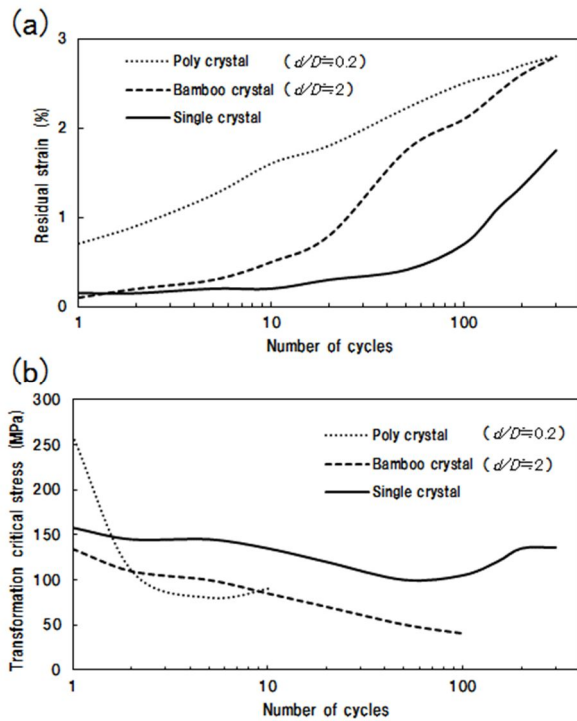 (a)
3
2
1
0
Residual strain (%)
Poly crystal (d/D≒0.2)
Bamboo crystal (d/D≒2)
Single crystal
1 10 100
Number of cycles
(b)
300
250
200
150
100
50
0
Transformation critical stress (MPa)
Poly crystal (d/D≒0.2)
Bamboo crystal (d/D≒2)
Single crystal
1 10 100
Number of cycles